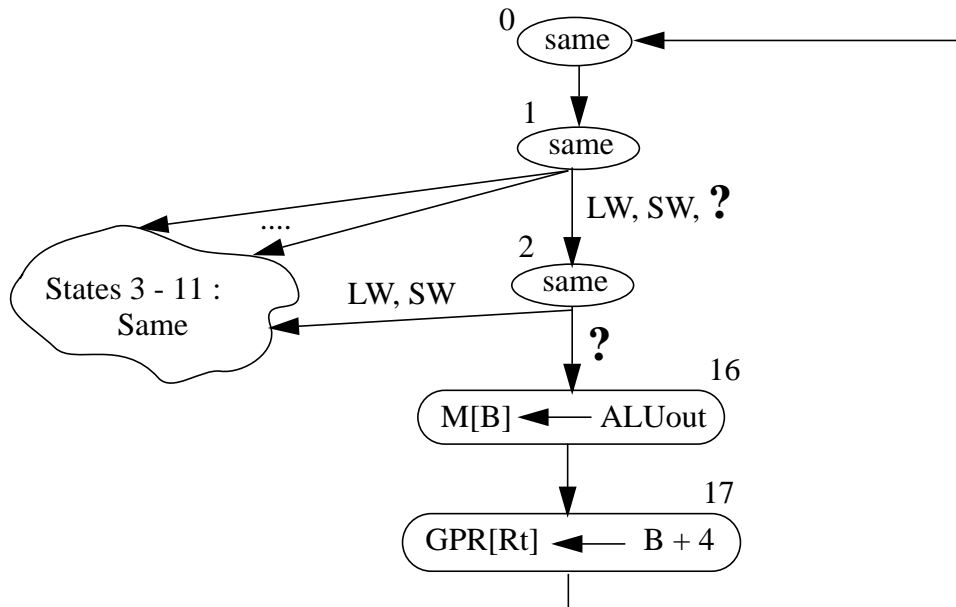 0
same
1
same
LW, SW, ?
....
2
same
States 3 - 11 :
Same
LW, SW
?
16
M[B] ALUout
17
GPR[Rt] B + 4